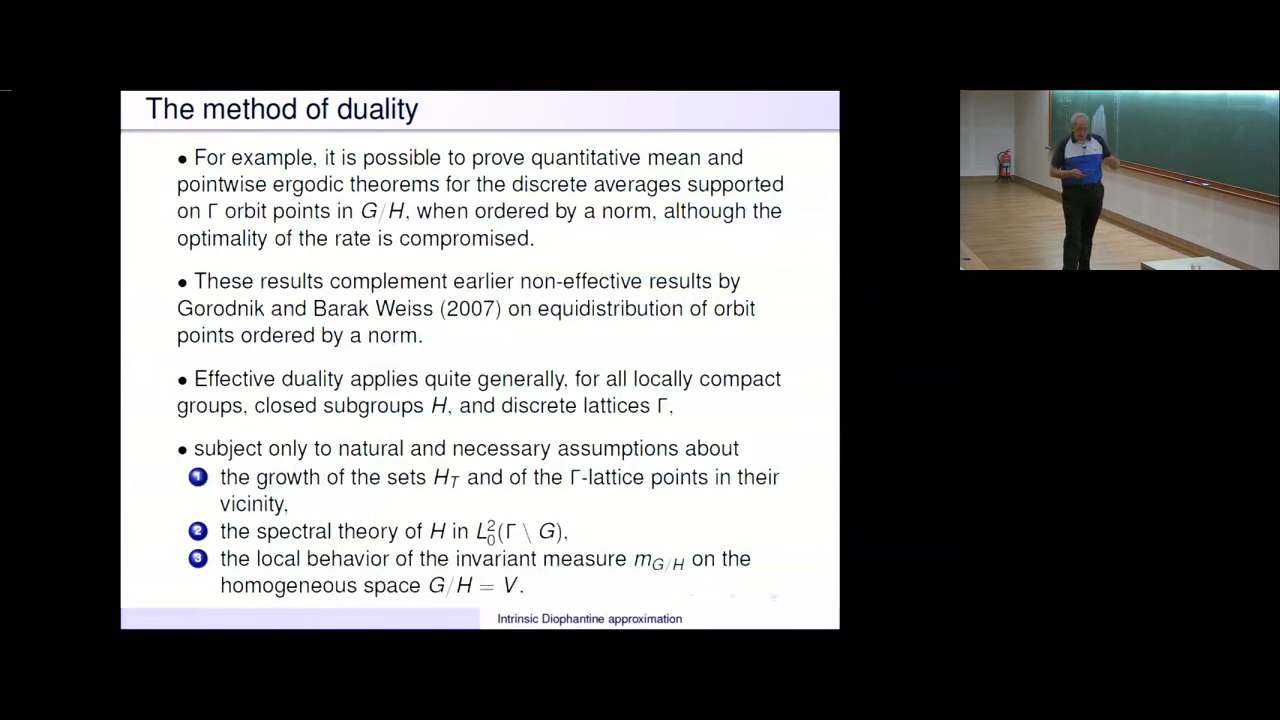 The method of duality
• For example, it is possible to prove quantitative mean and
pointwise ergodic theorems for the discrete averages supported
on Γ orbit points in G/H, when ordered by a norm, although the
optimality of the rate is compromised.
• These results complement earlier non-effective results by
Gorodnik and Barak Weiss (2007) on equidistribution of orbit
points ordered by a norm.
• Effective duality applies quite generally, for all locally compact
groups, closed subgroups H, and discrete lattices Γ,
• subject only to natural and necessary assumptions about
1 the growth of the sets H_T and of the Γ-lattice points in their
vicinity,
2 the spectral theory of H in L²₀(Γ \ G),
3 the local behavior of the invariant measure m_{G/H} on the
homogeneous space G/H = V.
Intrinsic Diophantine approximation